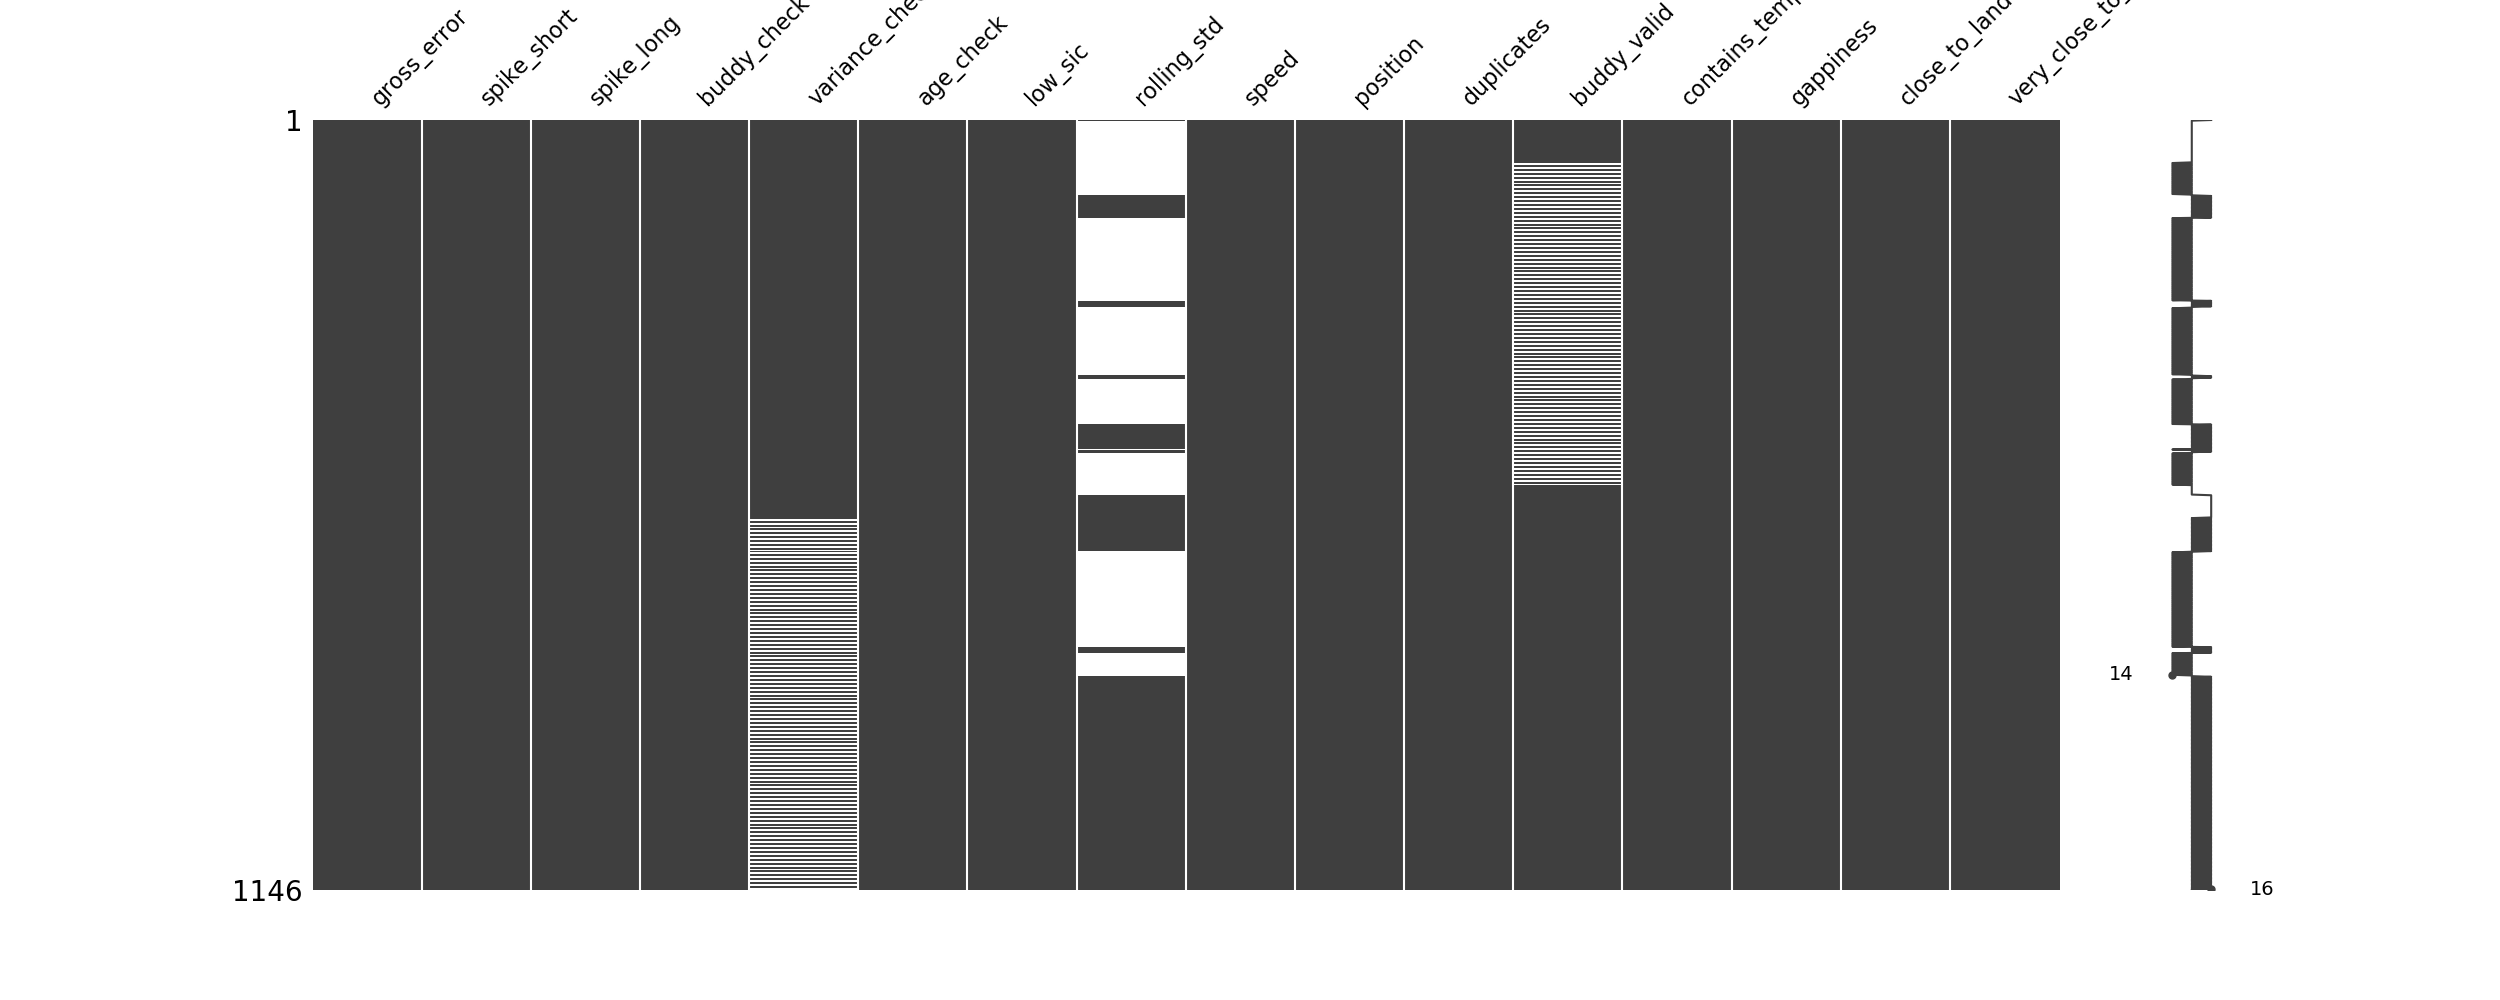 gross_error
spike_short
spike_long
buddy_check
age_check
low_sic
rolling_std
speed
position
duplicates
buddy_valid
gappiness
close_to_land
1
1146
14
16